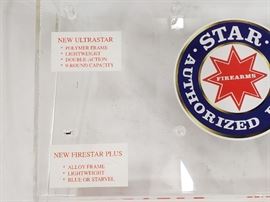 NEW ULTRASTAR
• POLYMER FRAME
• LIGHTWEIGHT
• DOUBLE ACTION
• 9-ROUND CAPACITY
STAR
FIREARMS
AUTHORIZED
NEW FIRESTAR PLUS
• ALLOY FRAME
• LIGHTWEIGHT
• BLUE OR STARVEL